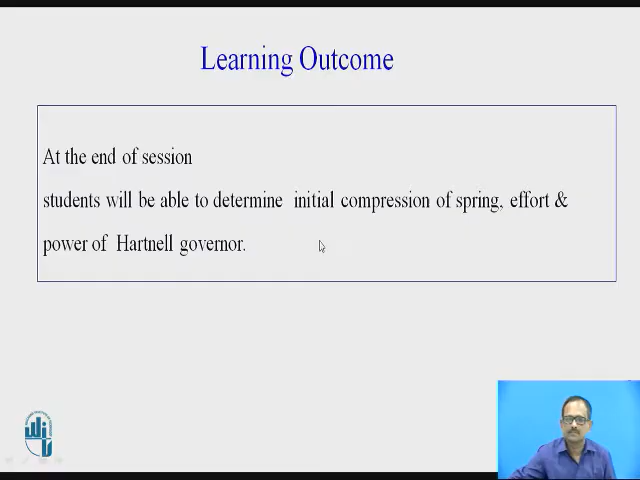 Learning Outcome
At the end of session
students will be able to determine initial compression of spring, effort &
power of Hartnell governor.